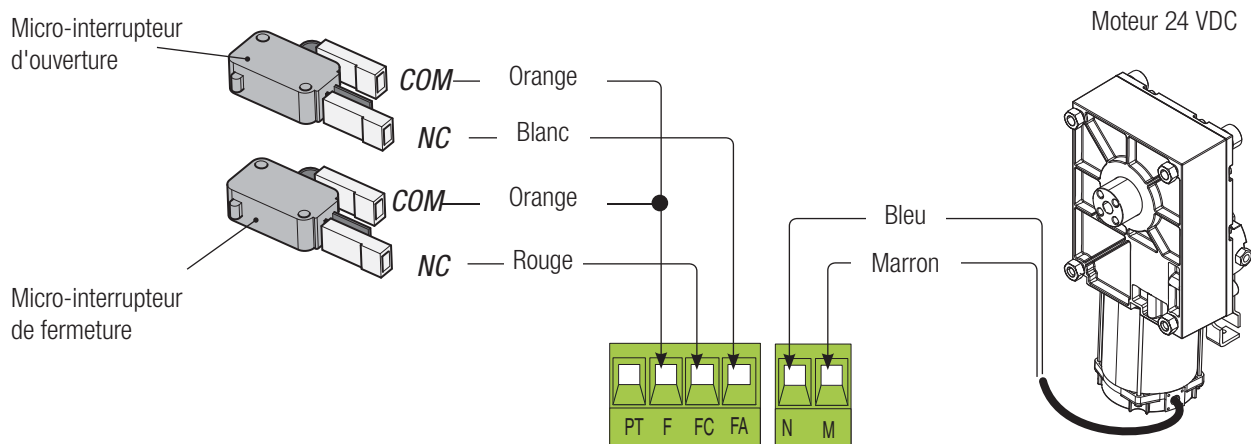 Micro-interrupteur
d'ouverture
Moteur 24 VDC
COM Orange
NC Blanc
COM Orange
NC Rouge
Bleu
Marron
Micro-interrupteur
de fermeture
PT F FC FA N M